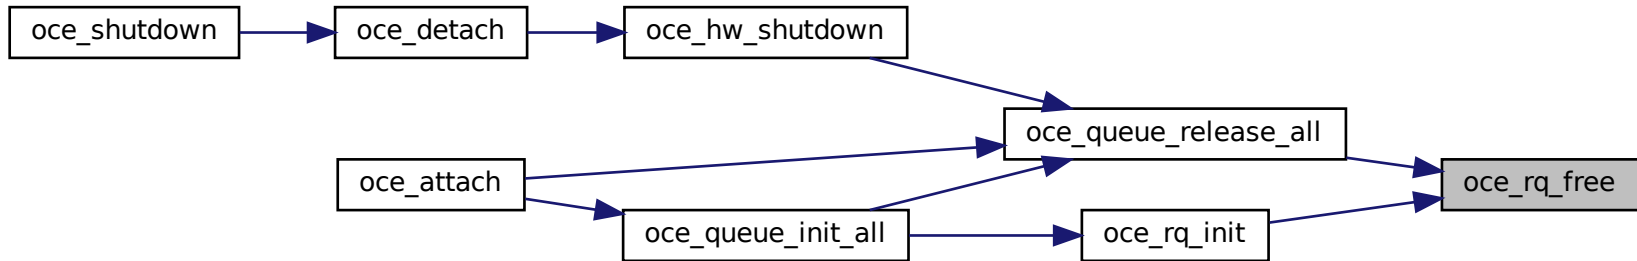 oce_shutdown
oce_detach
oce_hw_shutdown
oce_queue_release_all
oce_attach
oce_rq_free
oce_queue_init_all
oce_rq_init